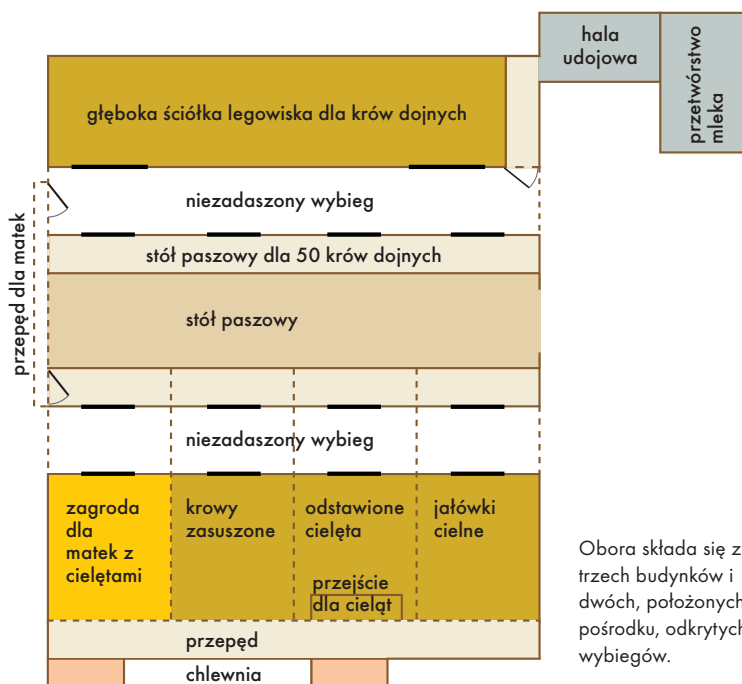 hala
udojowa
przetwórstwo
mleka
głęboka ściółka legowiska dla krów dojnych
niezadaszony wybieg
przepęd dla matek
stół paszowy dla 50 krów dojnych
stół paszowy
niezadaszony wybieg
zagroda
dla
matek z
cielętami
krowy
zasuszone
odstawione
cielęta
przejście
dla cieląt
jałówki
cielne
Obora składa się z
trzech budynków i
dwóch, położonych
pośrodku, odkrytych
wybiegów.
przepęd
chlewnia